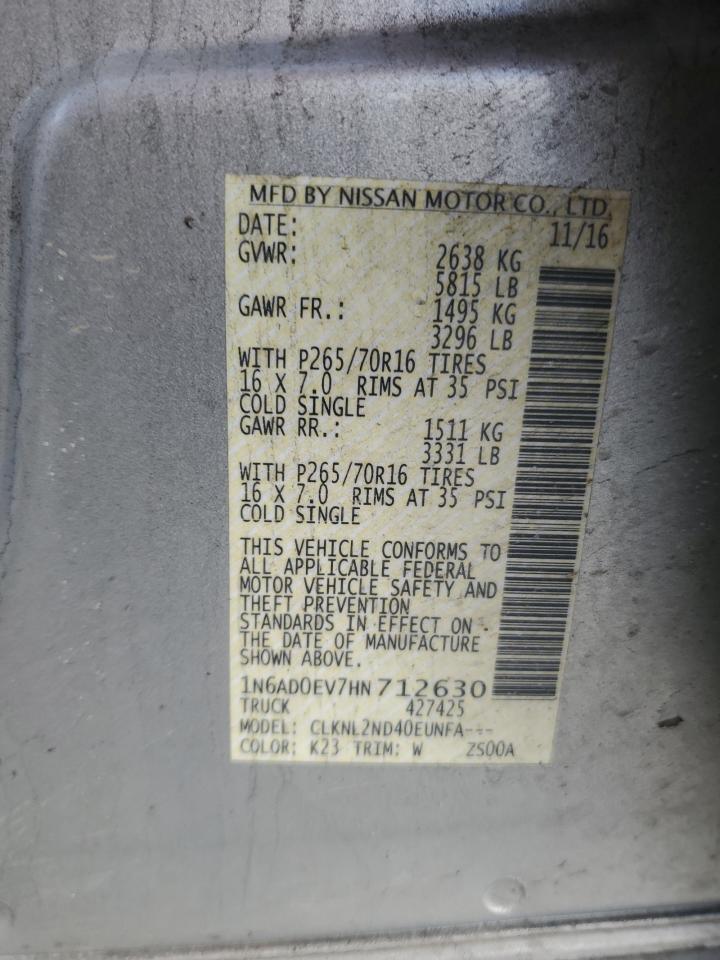 MFD BY NISSAN MOTOR CO., LTD.
DATE: 11/16
GVWR: 2638 KG
5815 LB
GAWR FR.: 1495 KG
3296 LB
WITH P265/70R16 TIRES
16 X 7.0 RIMS AT 35 PSI
COLD SINGLE
GAWR RR.: 1511 KG
3331 LB
WITH P265/70R16 TIRES
16 X 7.0 RIMS AT 35 PSI
COLD SINGLE
THIS VEHICLE CONFORMS TO
ALL APPLICABLE FEDERAL
MOTOR VEHICLE SAFETY AND
THEFT PREVENTION
STANDARDS IN EFFECT ON
THE DATE OF MANUFACTURE
SHOWN ABOVE.
1N6AD0EV7HN 712630
TRUCK 427425
MODEL: CLKNL2ND40EUNFA---
COLOR: K23 TRIM: W ZS00A